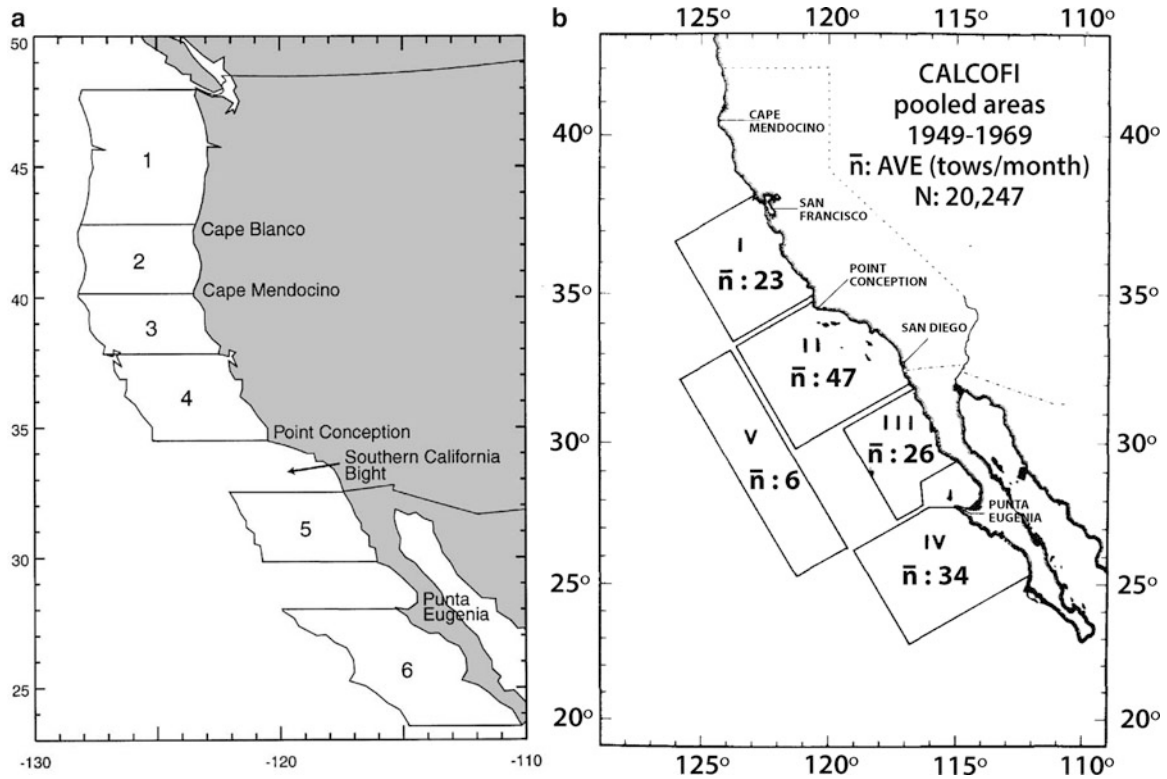 a
50
45
40
35
30
25
-130
-120
-110
1
2
3
4
5
6
Cape Blanco
Cape Mendocino
Point Conception
Southern California
Bight
Punta
Eugenia
b
125° 120° 115° 110°
40°
35°
30°
25°
20°
40°
35°
30°
25°
20°
125° 120° 115° 110°
CALCOFI
pooled areas
1949-1969
n̄: AVE (tows/month)
N: 20,247
CAPE
MENDOCINO
SAN
FRANCISCO
POINT
CONCEPTION
SAN DIEGO
PUNTA
EUGENIA
I
n̄ : 23
II
n̄ : 47
III
n̄ : 26
IV
n̄ : 34
V
n̄ : 6